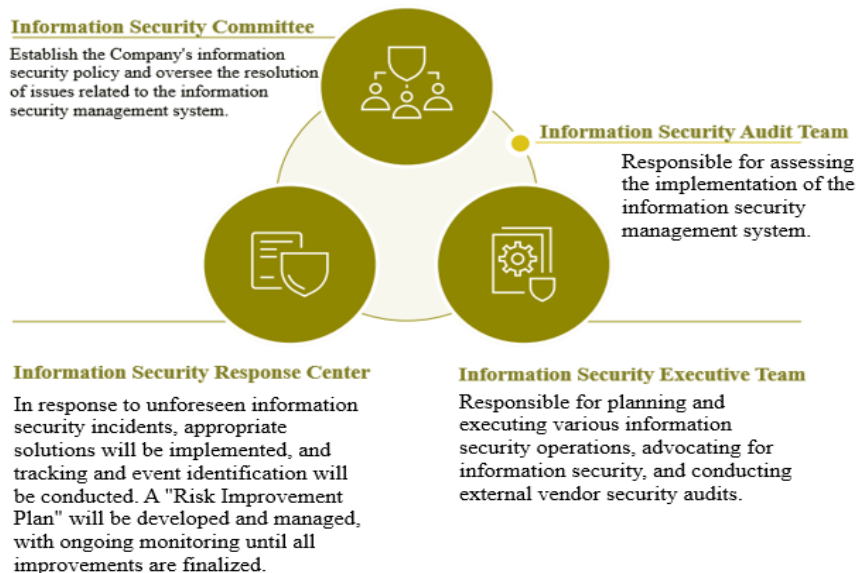 Information Security Committee
Establish the Company's information
security policy and oversee the resolution
of issues related to the information
security management system.
Information Security Audit Team
Responsible for assessing
the implementation of the
information security
management system.
Information Security Response Center
In response to unforeseen information
security incidents, appropriate
solutions will be implemented, and
tracking and event identification will
be conducted. A "Risk Improvement
Plan" will be developed and managed,
with ongoing monitoring until all
improvements are finalized.
Information Security Executive Team
Responsible for planning and
executing various information
security operations, advocating for
information security, and conducting
external vendor security audits.